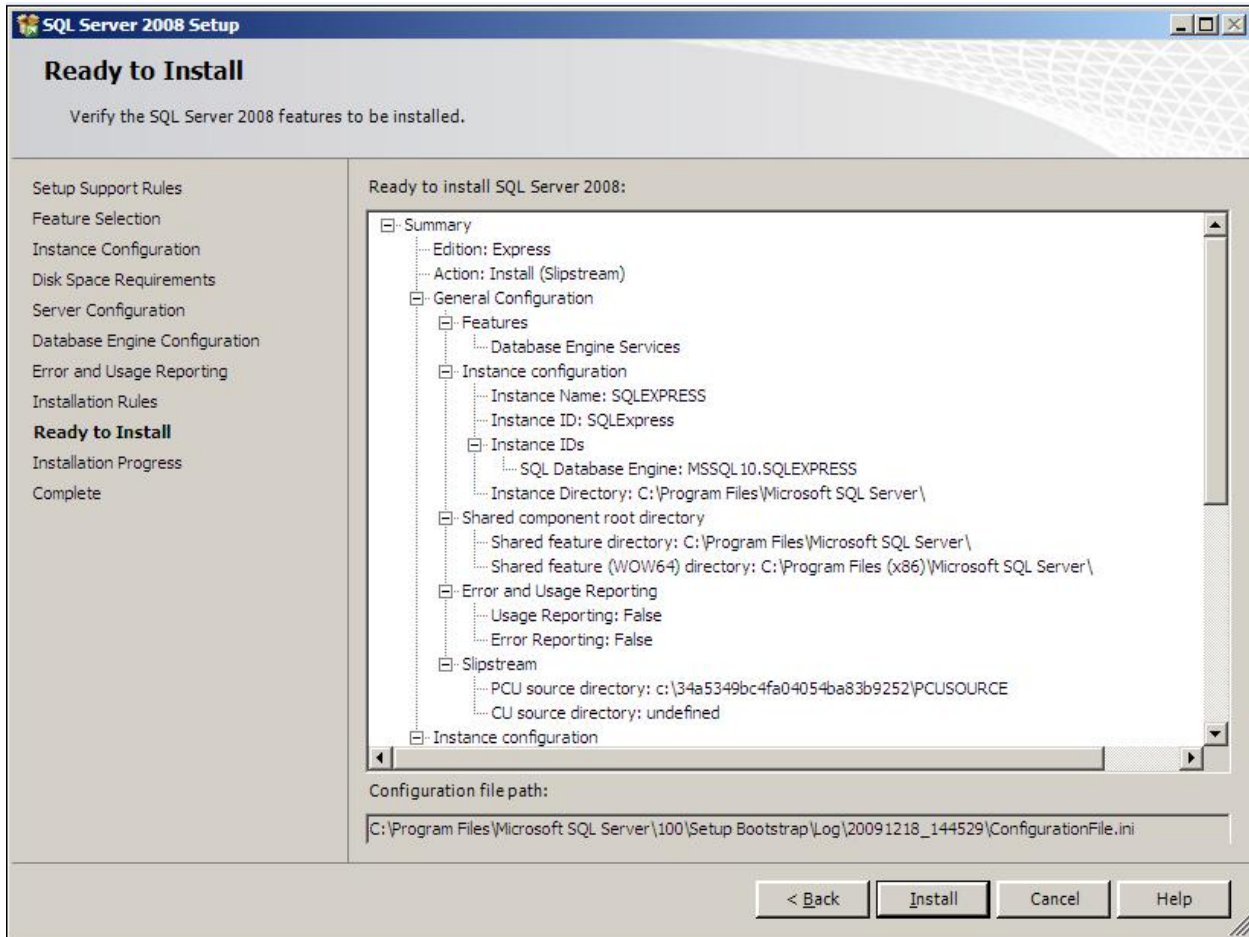 SQL Server 2008 Setup
Ready to Install
Verify the SQL Server 2008 features to be installed.
Setup Support Rules
Feature Selection
Instance Configuration
Disk Space Requirements
Server Configuration
Database Engine Configuration
Error and Usage Reporting
Installation Rules
Ready to Install
Installation Progress
Complete
Ready to install SQL Server 2008:
Summary
Edition: Express
Action: Install (Slipstream)
General Configuration
Features
Database Engine Services
Instance configuration
Instance Name: SQLEXPRESS
Instance ID: SQLExpress
Instance IDs
SQL Database Engine: MSSQL10.SQLEXPRESS
Instance Directory: C:\Program Files\Microsoft SQL Server\
Shared component root directory
Shared feature directory: C:\Program Files\Microsoft SQL Server\
Shared feature (WOW64) directory: C:\Program Files (x86)\Microsoft SQL Server\
Error and Usage Reporting
Usage Reporting: False
Error Reporting: False
Slipstream
PCU source directory: c:\34a5349bc4fa04054ba83b9252\PCUSOURCE
CU source directory: undefined
Instance configuration
Configuration file path:
C:\Program Files\Microsoft SQL Server\100\Setup Bootstrap\Log\20091218_144529\ConfigurationFile.ini
< Back
Install
Cancel
Help